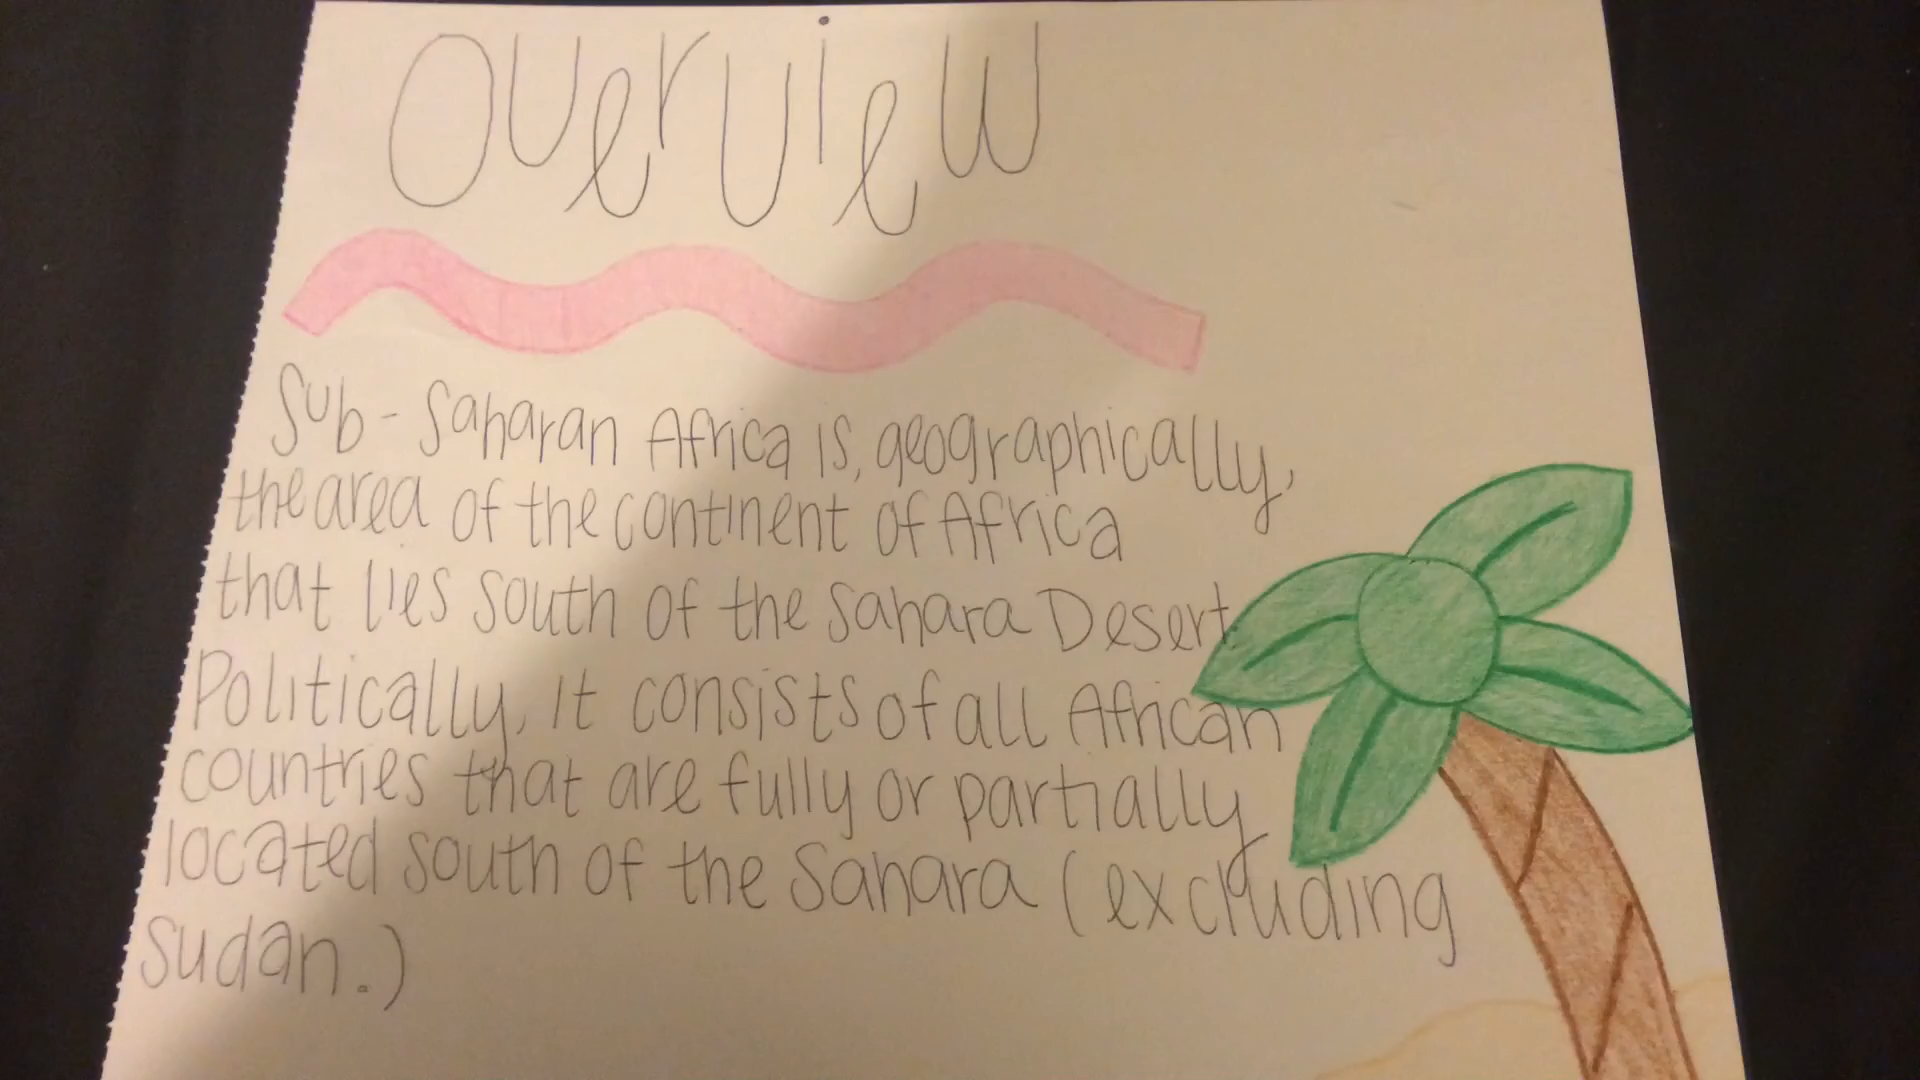 Overview
Sub-Saharan Africa is, geographically,
the area of the continent of Africa
that lies south of the Sahara Desert.
Politically, it consists of all African
countries that are fully or partially
located south of the Sahara (excluding
Sudan.)